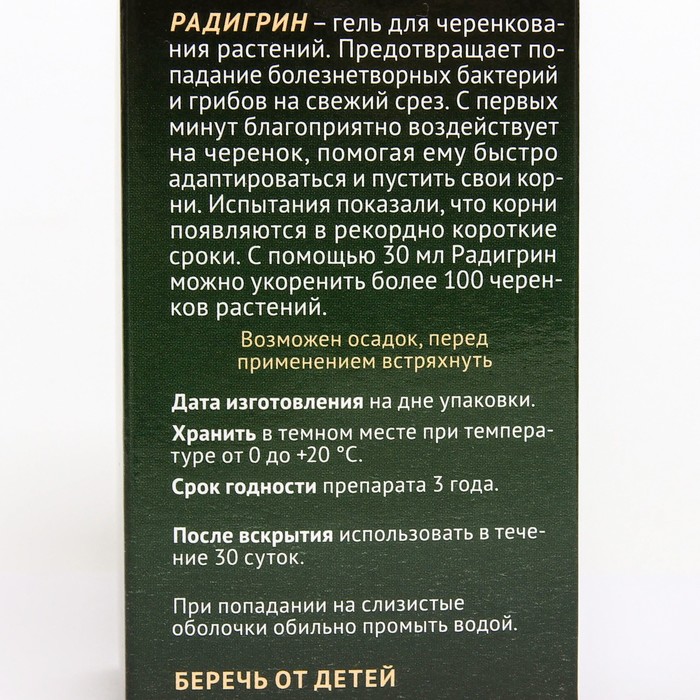 РАДИГРИН – гель для черенкова-
ния растений. Предотвращает по-
падание болезнетворных бактерий
и грибов на свежий срез. С первых
минут благоприятно воздействует
на черенок, помогая ему быстро
адаптироваться и пустить свои кор-
ни. Испытания показали, что корни
появляются в рекордно короткие
сроки. С помощью 30 мл Радигрин
можно укоренить более 100 черен-
ков растений.
Возможен осадок, перед
применением встряхнуть
Дата изготовления на дне упаковки.
Хранить в темном месте при темпера-
туре от 0 до +20 °С.
Срок годности препарата 3 года.
После вскрытия использовать в тече-
ние 30 суток.
При попадании на слизистые
оболочки обильно промыть водой.
БЕРЕЧЬ ОТ ДЕТЕЙ